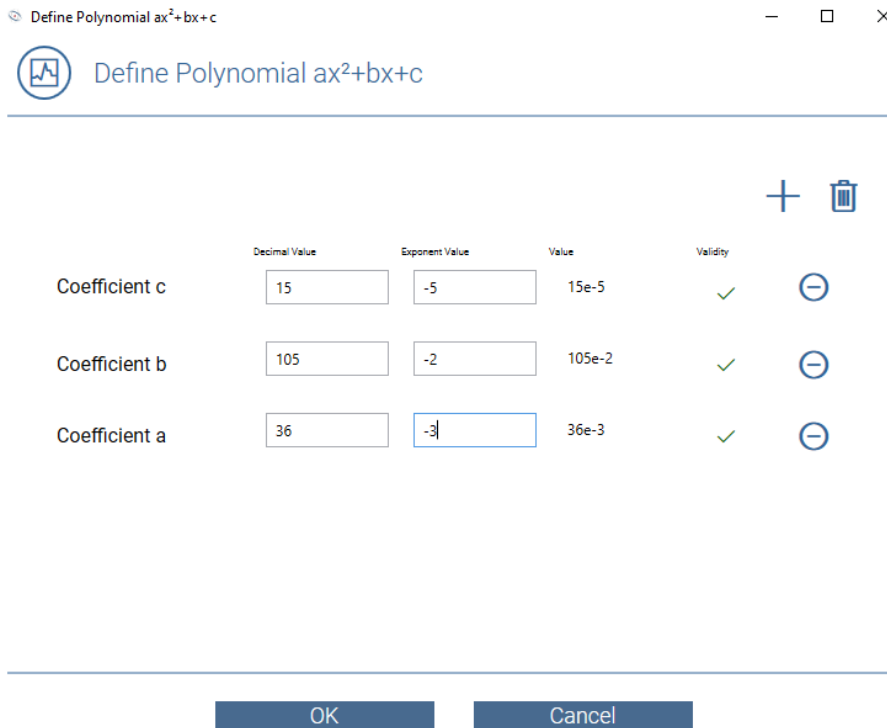 Define Polynomial ax²+bx+c
Define Polynomial ax²+bx+c
Decimal Value Exponent Value Value Validity
Coefficient c 15 -5 15e-5
Coefficient b 105 -2 105e-2
Coefficient a 36 -3 36e-3
OK Cancel